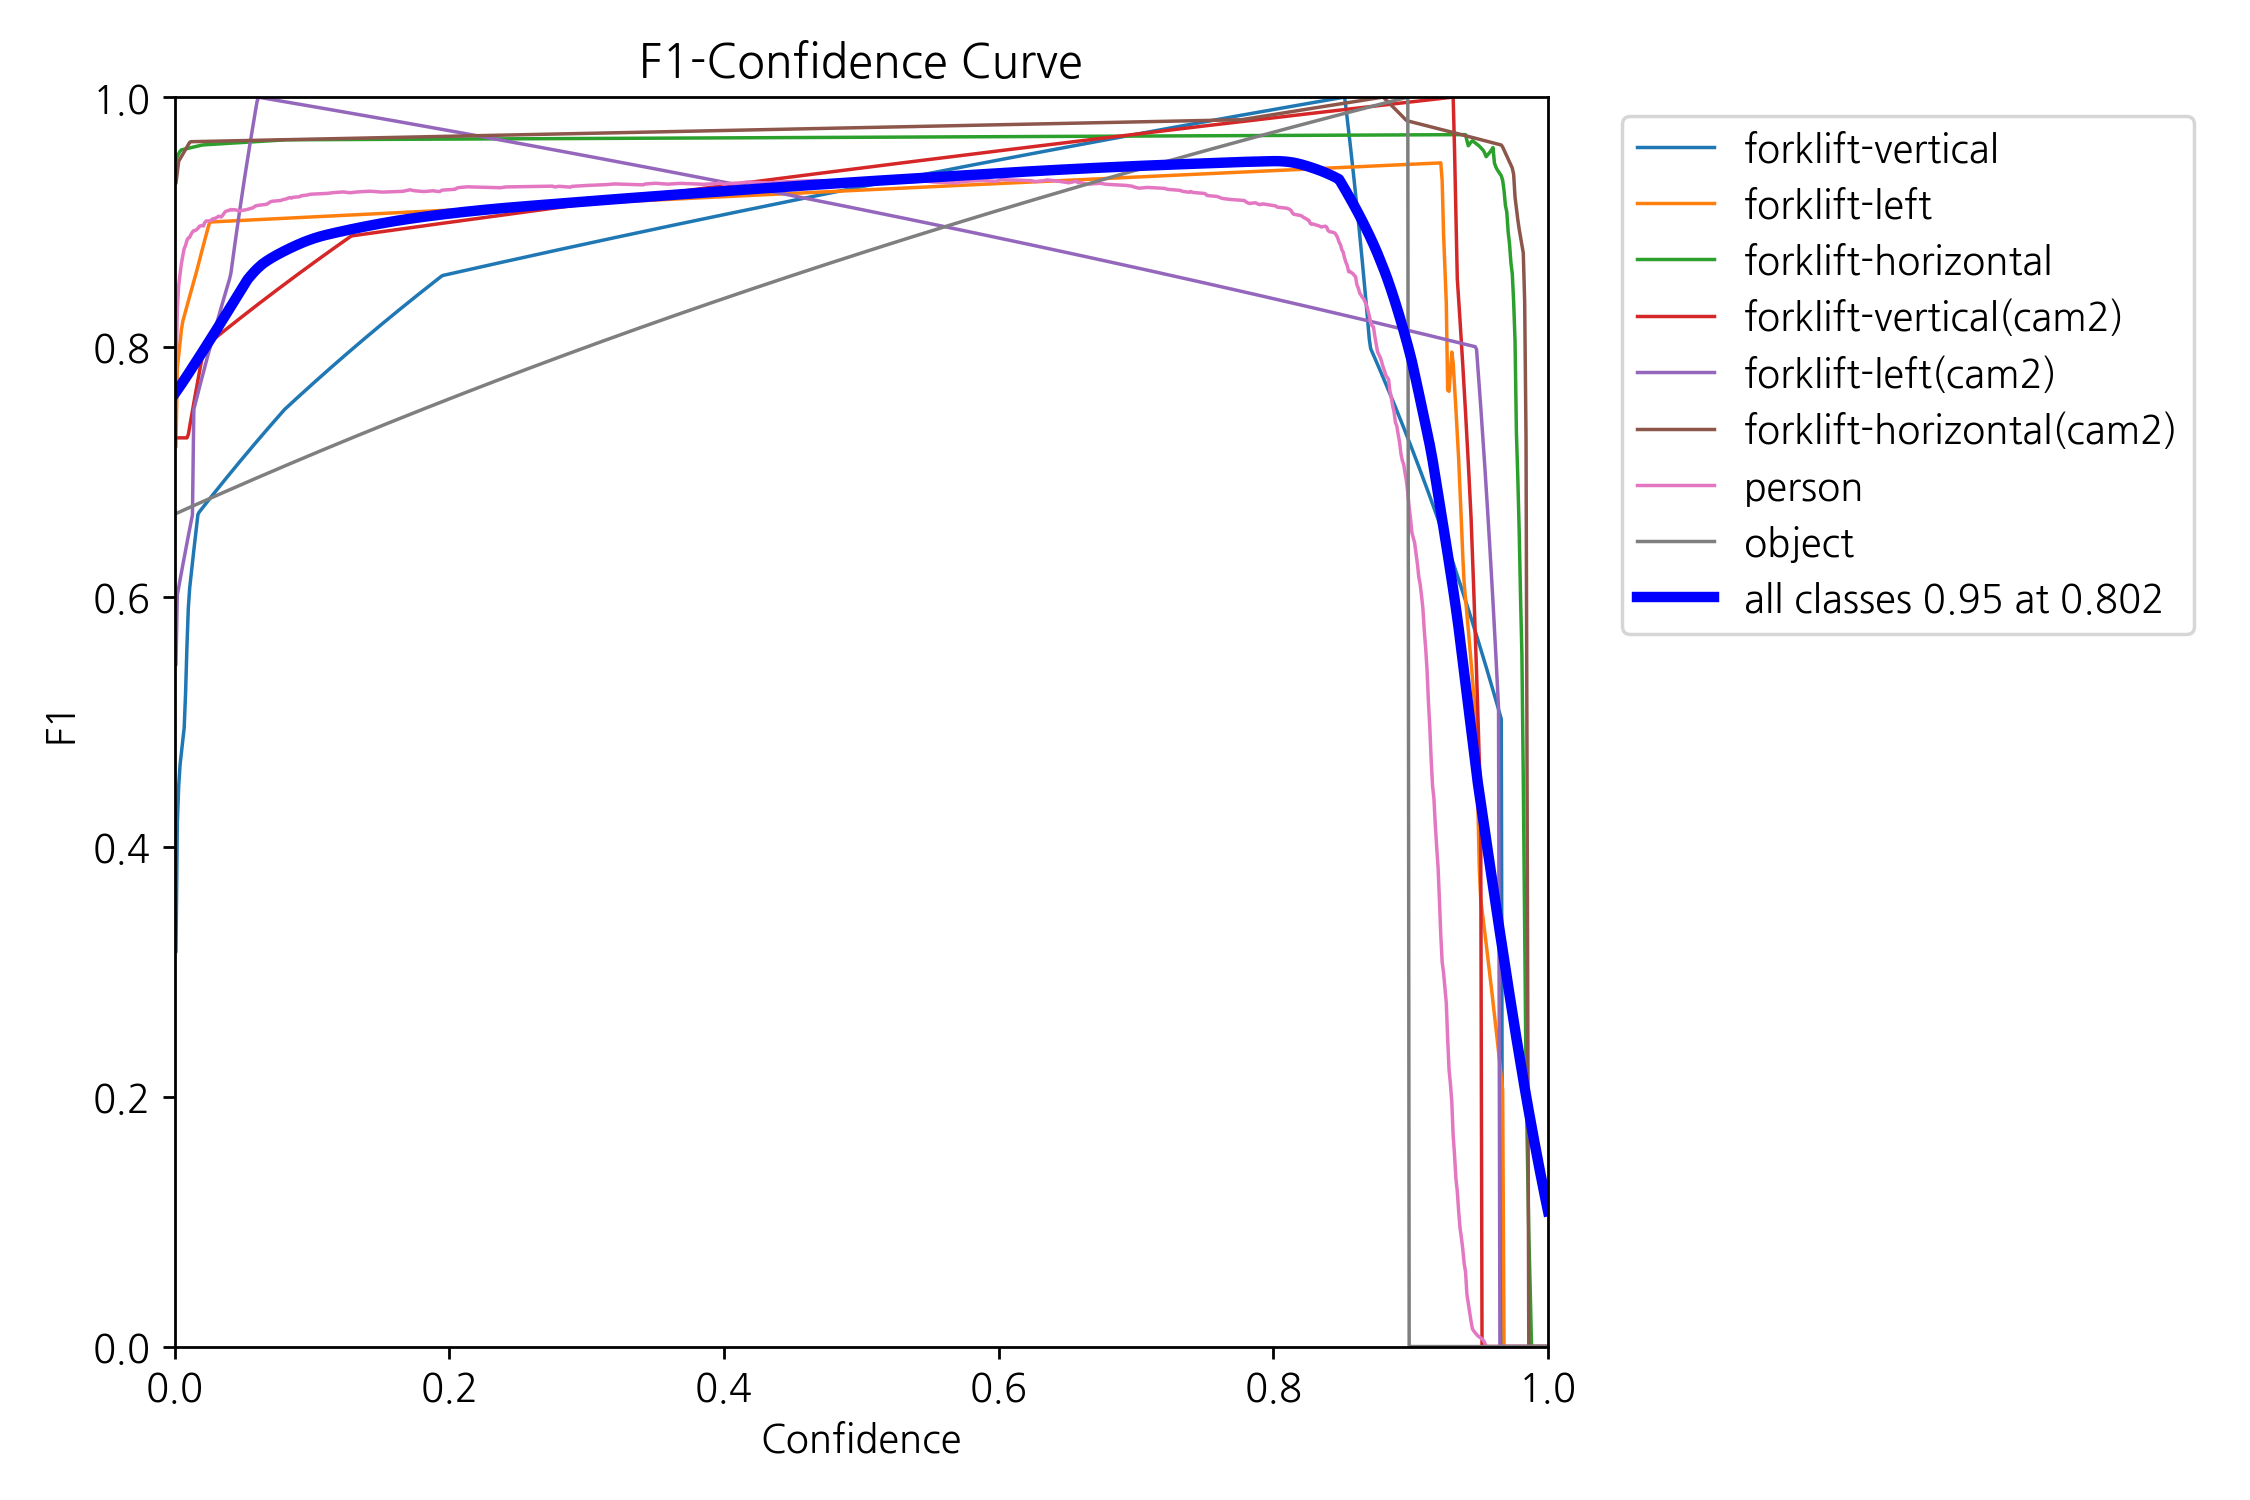 F1-Confidence Curve
1.0
0.8
0.6
0.4
0.2
0.0
F1
0.0 0.2 0.4 0.6 0.8 1.0
Confidence
forklift-vertical
forklift-left
forklift-horizontal
forklift-vertical(cam2)
forklift-left(cam2)
forklift-horizontal(cam2)
person
object
all classes 0.95 at 0.802